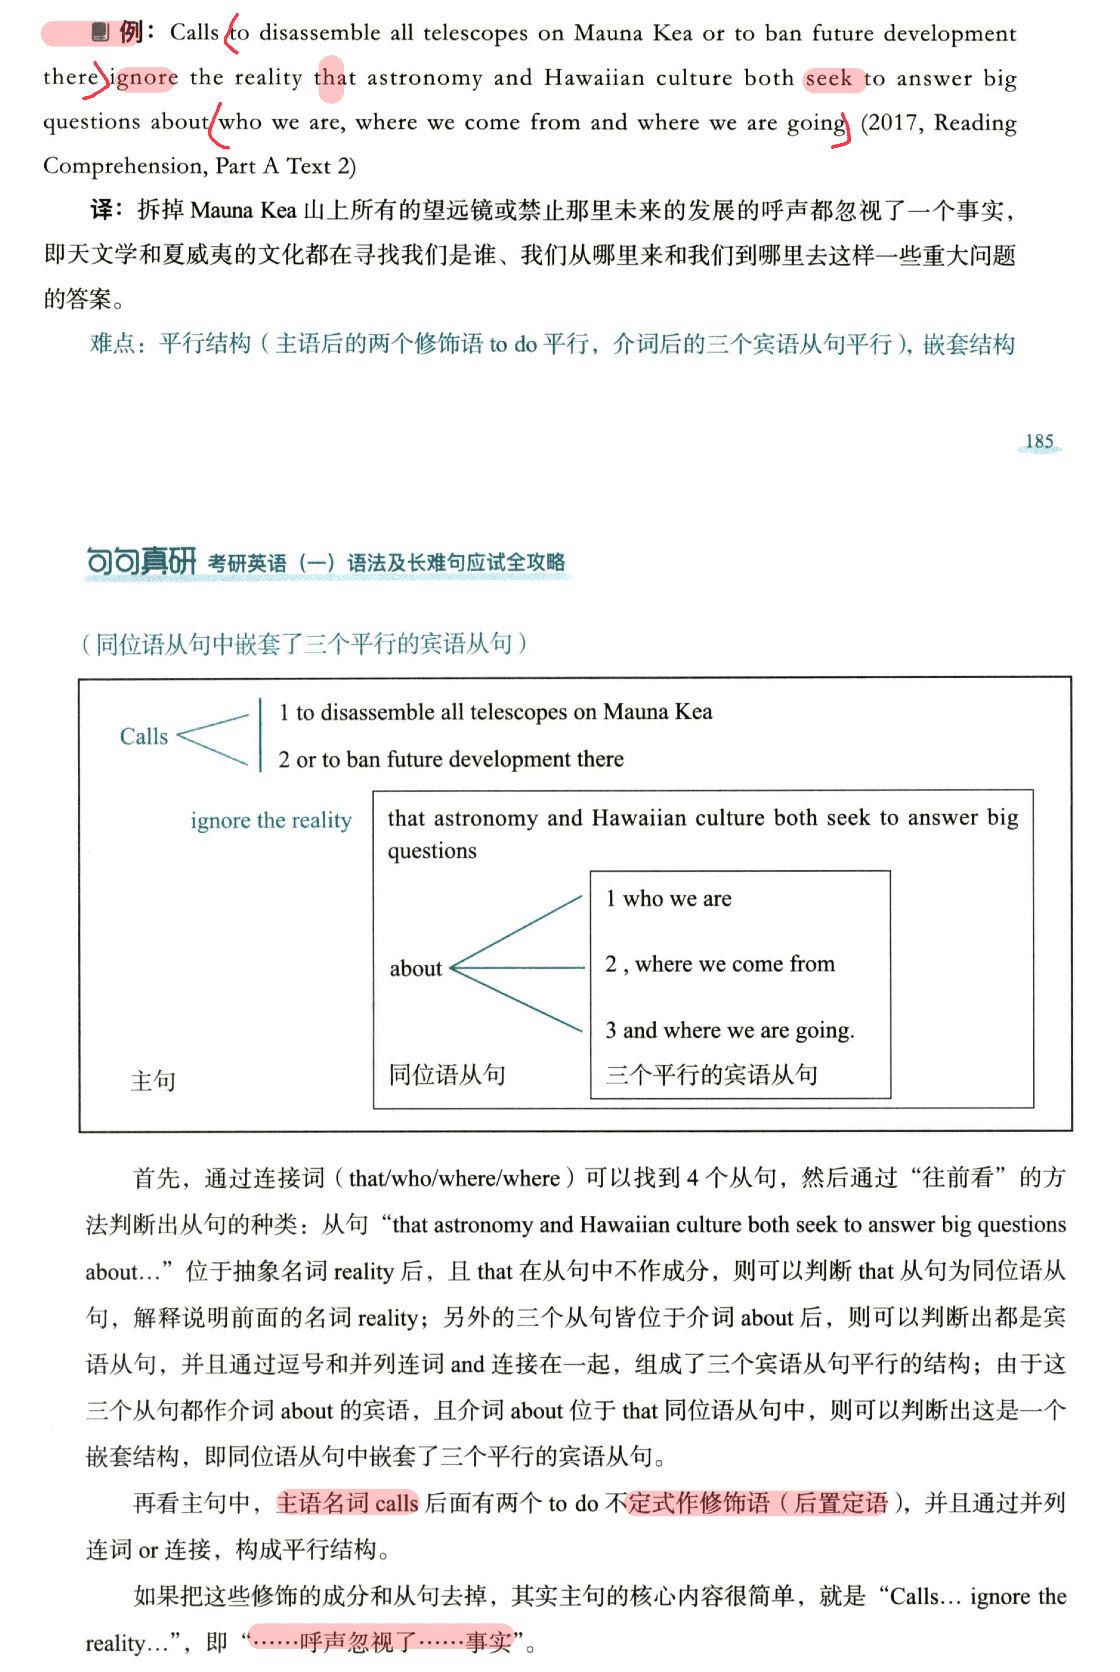 例：Calls to disassemble all telescopes on Mauna Kea or to ban future development
there ignore the reality that astronomy and Hawaiian culture both seek to answer big
questions about who we are, where we come from and where we are going. (2017, Reading
Comprehension, Part A Text 2)
译：拆掉 Mauna Kea 山上所有的望远镜或禁止那里未来的发展的呼声都忽视了一个事实，
即天文学和夏威夷的文化都在寻找我们是谁、我们从哪里来和我们到哪里去这样一些重大问题
的答案。
难点：平行结构（主语后的两个修饰语 to do 平行，介词后的三个宾语从句平行），嵌套结构
185
句句真研 考研英语（一）语法及长难句应试全攻略
（同位语从句中嵌套了三个平行的宾语从句）
Calls
1 to disassemble all telescopes on Mauna Kea
2 or to ban future development there
ignore the reality
that astronomy and Hawaiian culture both seek to answer big
questions
about
1 who we are
2 , where we come from
3 and where we are going.
主句
同位语从句
三个平行的宾语从句
首先，通过连接词（that/who/where/where）可以找到 4 个从句，然后通过“往前看”的方
法判断出从句的种类：从句“that astronomy and Hawaiian culture both seek to answer big questions
about…”位于抽象名词 reality 后，且 that 在从句中不作成分，则可以判断 that 从句为同位语从
句，解释说明前面的名词 reality；另外的三个从句皆位于介词 about 后，则可以判断出都是宾
语从句，并且通过逗号和并列连词 and 连接在一起，组成了三个宾语从句平行的结构；由于这
三个从句都作介词 about 的宾语，且介词 about 位于 that 同位语从句中，则可以判断出这是一个
嵌套结构，即同位语从句中嵌套了三个平行的宾语从句。
再看主句中，主语名词 calls 后面有两个 to do 不定式作修饰语（后置定语），并且通过并列
连词 or 连接，构成平行结构。
如果把这些修饰的成分和从句去掉，其实主句的核心内容很简单，就是“Calls… ignore the
reality…”，即“……呼声忽视了……事实”。